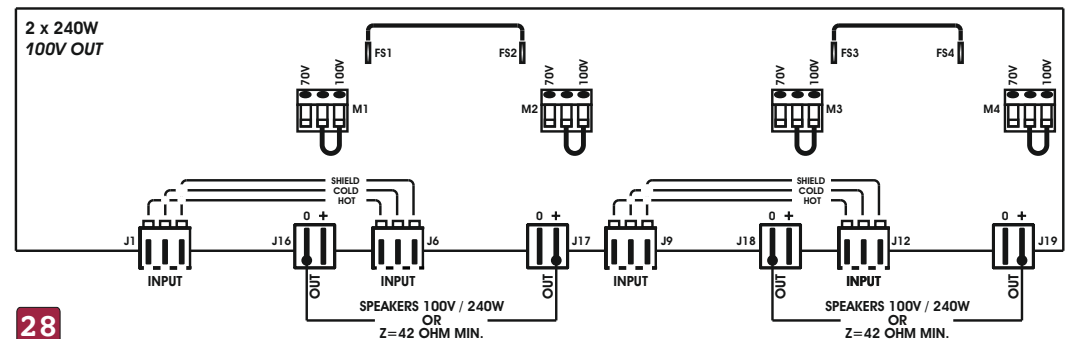 2 x 240W
100V OUT
FS1
FS2
FS3
FS4
70V
100V
M1
70V
100V
M2
70V
100V
M3
70V
100V
M4
SHIELD
COLD
HOT
SHIELD
COLD
HOT
J1
INPUT
J16
0 +
OUT
J6
INPUT
0 +
J17
OUT
J9
INPUT
J18
0 +
OUT
J12
INPUT
0 +
J19
OUT
SPEAKERS 100V / 240W
OR
Z=42 OHM MIN.
SPEAKERS 100V / 240W
OR
Z=42 OHM MIN.
28